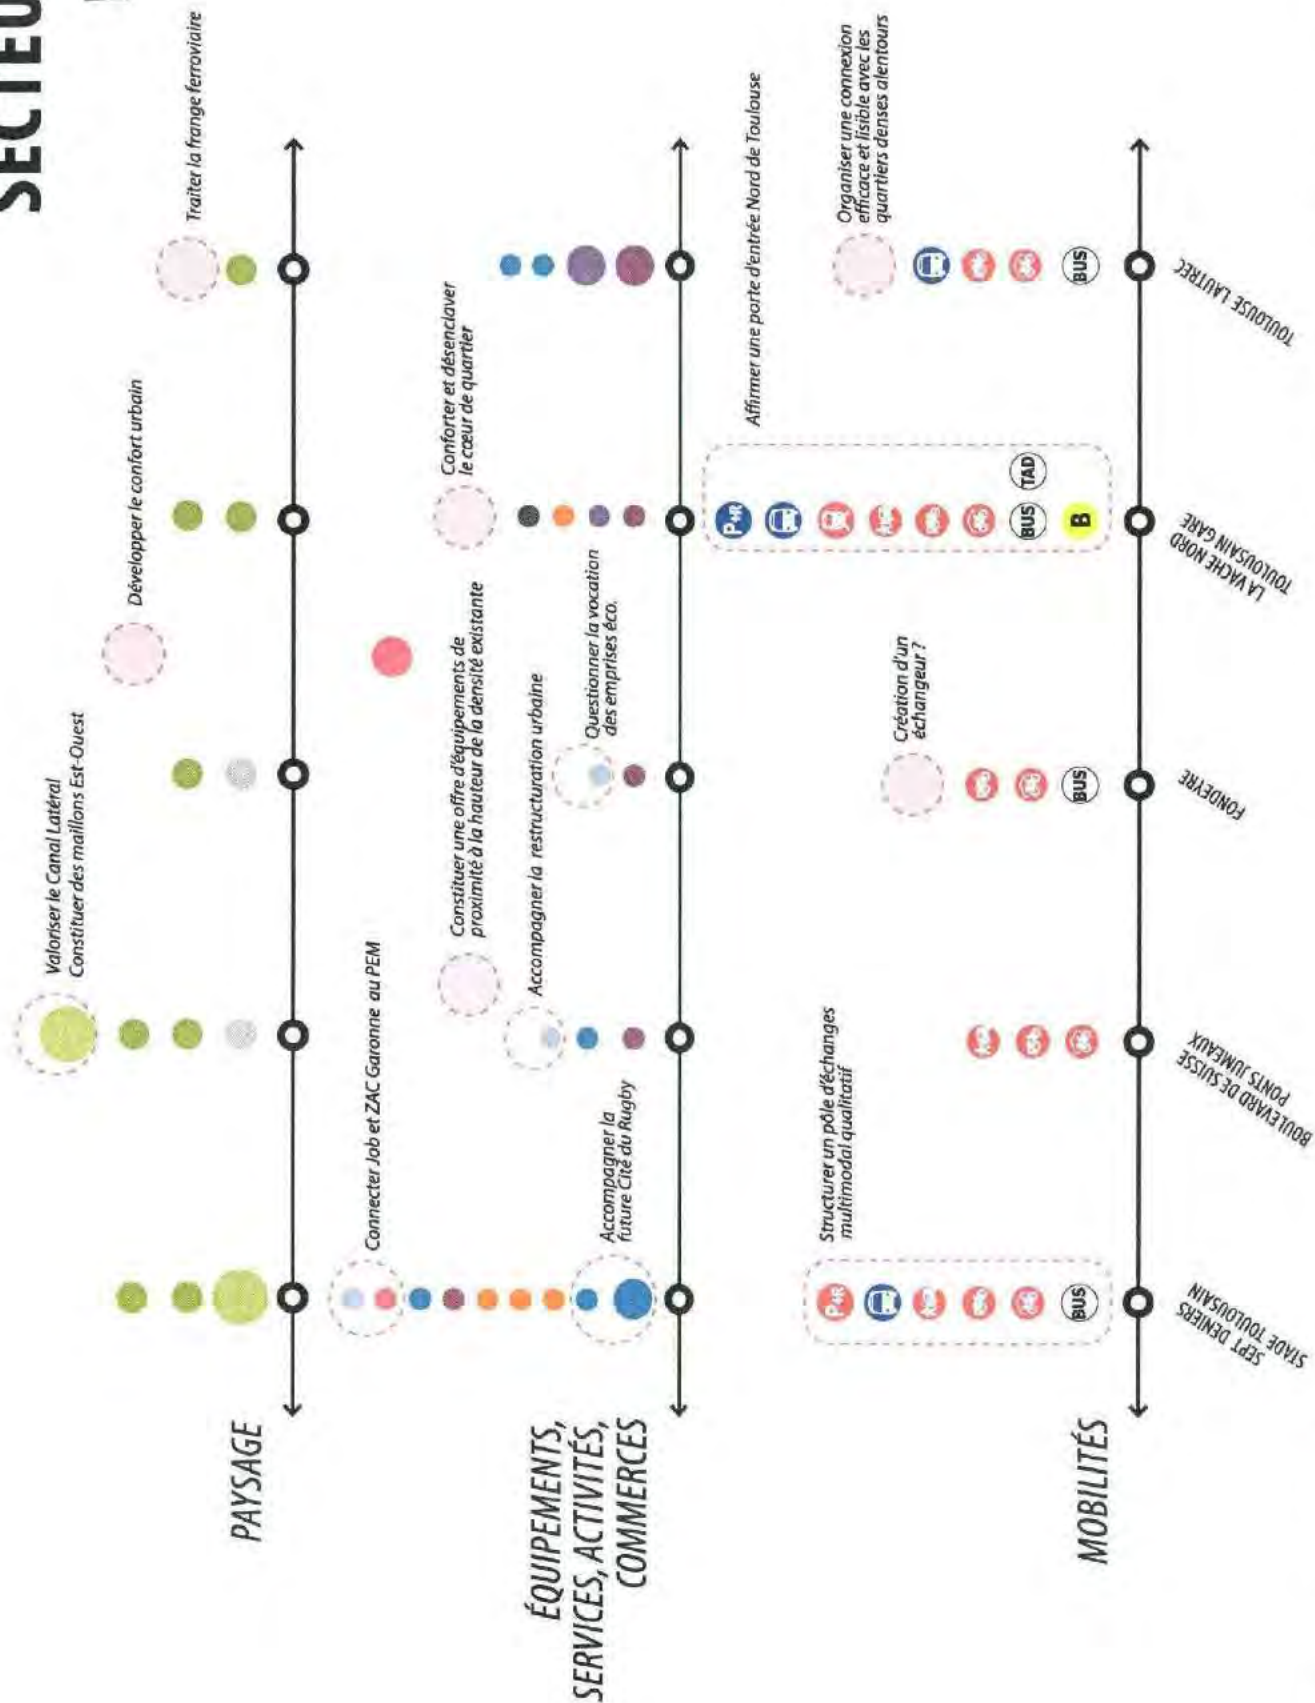 SECTEU
PAYSAGE
Valoriser le Canal Latéral
Constituer des maillons Est-Ouest
Développer le confort urbain
Traiter la frange ferroviaire
ÉQUIPEMENTS,
SERVICES, ACTIVITÉS,
COMMERCES
Connecter Job et ZAC Garonne au PEM
Accompagner la
future Cité du Rugby
Constituer une offre d'équipements de
proximité à la hauteur de la densité existante
Accompagner la restructuration urbaine
Questionner la vocation
des emprises éco.
Conforter et désenclaver
le cœur de quartier
MOBILITÉS
Structurer un pôle d'échanges
multimodal qualitatif
P+R
BUS
Création d'un
échangeur ?
BUS
Affirmer une porte d'entrée Nord de Toulouse
P+R
BUS
TAD
B
Organiser une connexion
efficace et lisible avec les
quartiers denses alentours
BUS
SEPT DENIERS
STADE TOULOUSAIN
BOULEVARD DE SUISSE
PONTS JUMEAUX
FONDEYRE
LA VACHE NORD
TOULOUSAIN GARE
TOULOUSE LAUTREC